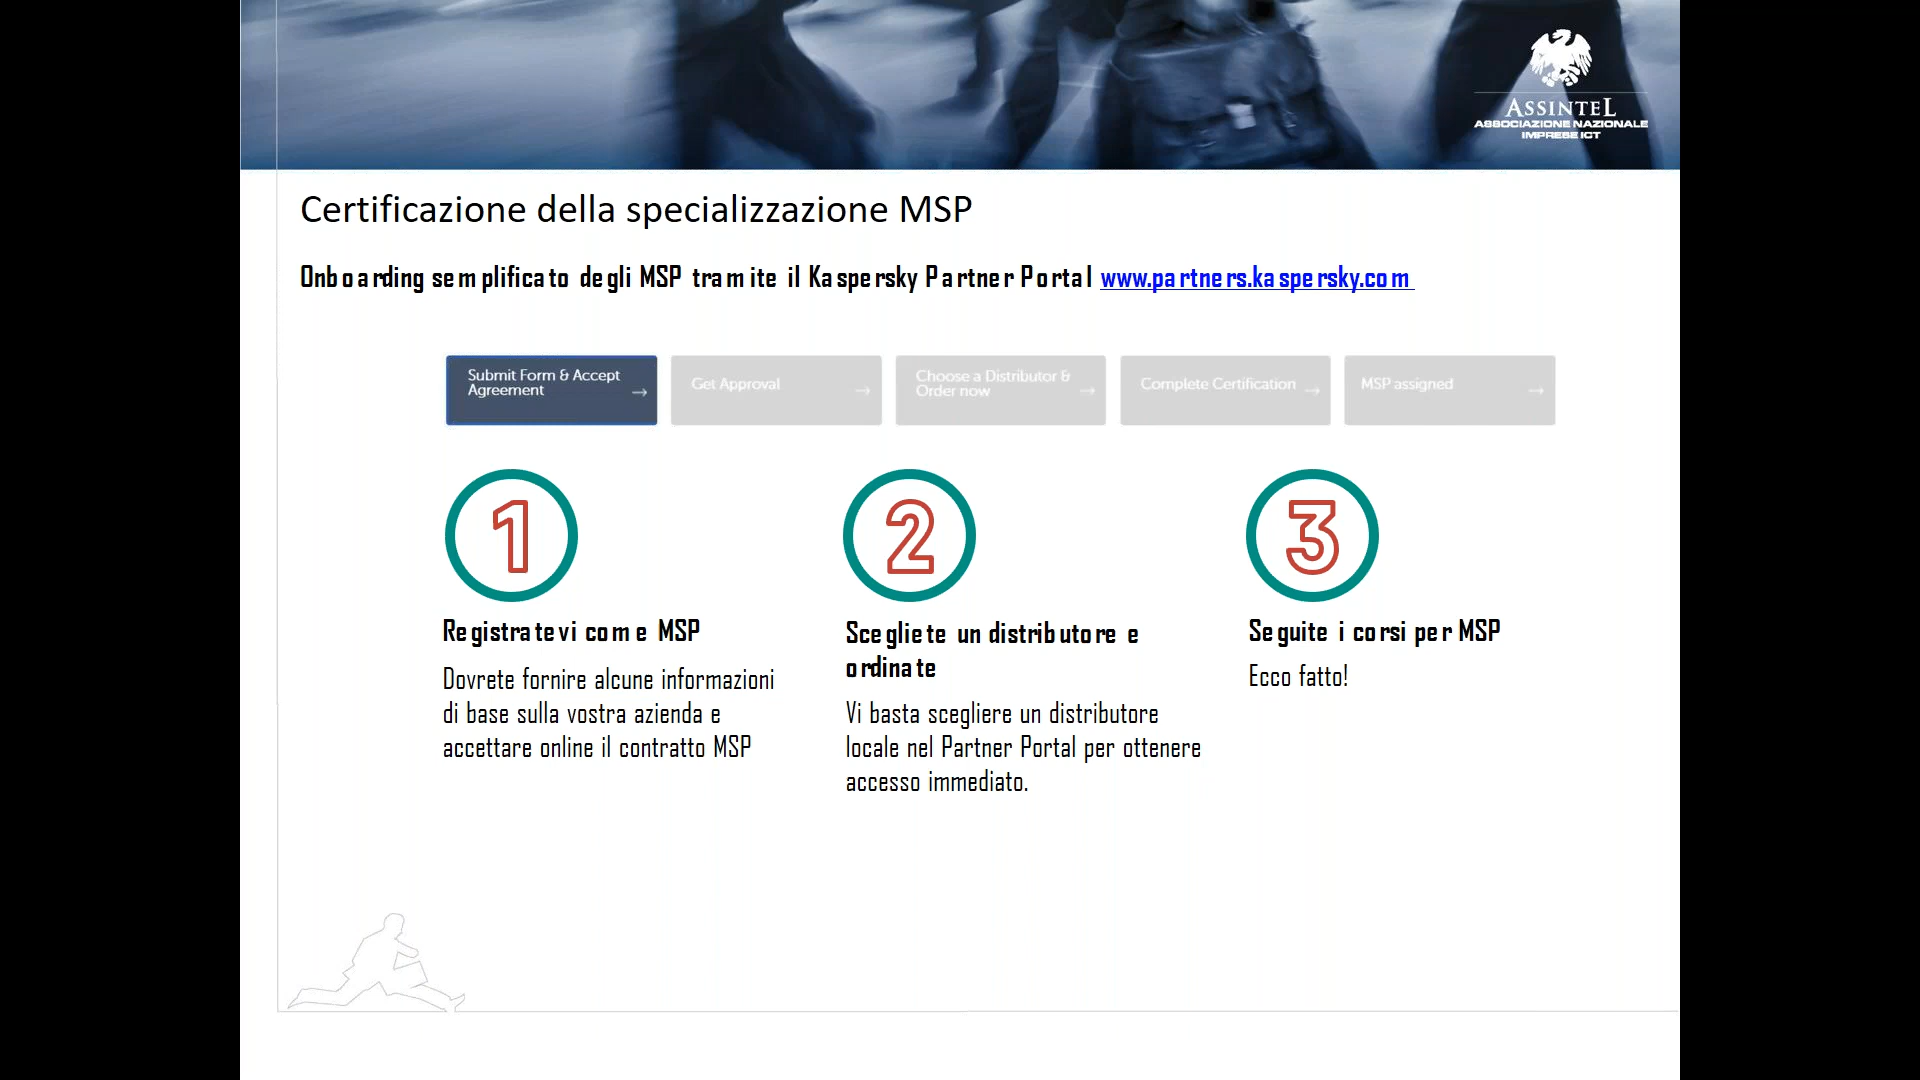 ASSINTEL
ASSOCIAZIONE NAZIONALE
IMPRESE ICT
Certificazione della specializzazione MSP
Onboarding semplificato degli MSP tramite il Kaspersky Partner Portal www.partners.kaspersky.com
Submit Form & Accept
Agreement
Get Approval
Choose a Distributor &
Order now
Complete Certification
MSP assigned
1
2
3
Registratevi come MSP
Dovrete fornire alcune informazioni
di base sulla vostra azienda e
accettare online il contratto MSP
Scegliete un distributore e
ordinate
Vi basta scegliere un distributore
locale nel Partner Portal per ottenere
accesso immediato.
Seguite i corsi per MSP
Ecco fatto!